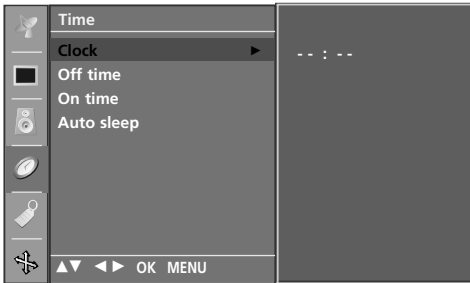 Time
Clock ►
- - : - -
Off time
On time
Auto sleep
▲▼ ◄► OK MENU